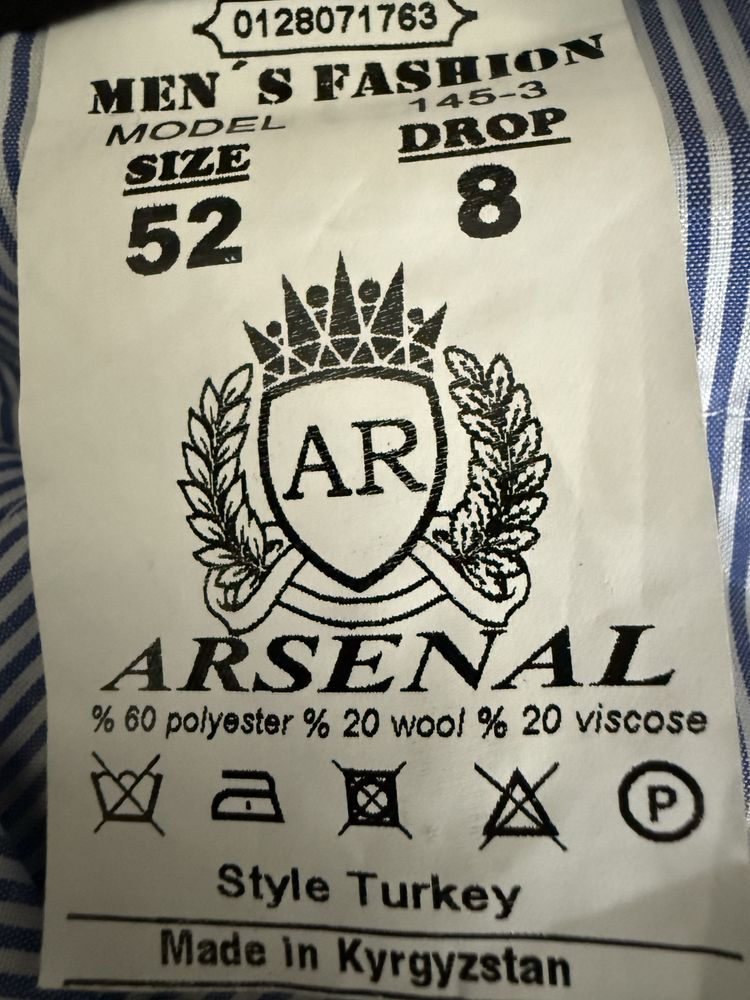 0128071763
MEN´S FASHION
MODEL 145-3
SIZE DROP
52 8
AR
ARSENAL
% 60 polyester % 20 wool % 20 viscose
P
Style Turkey
Made in Kyrgyzstan